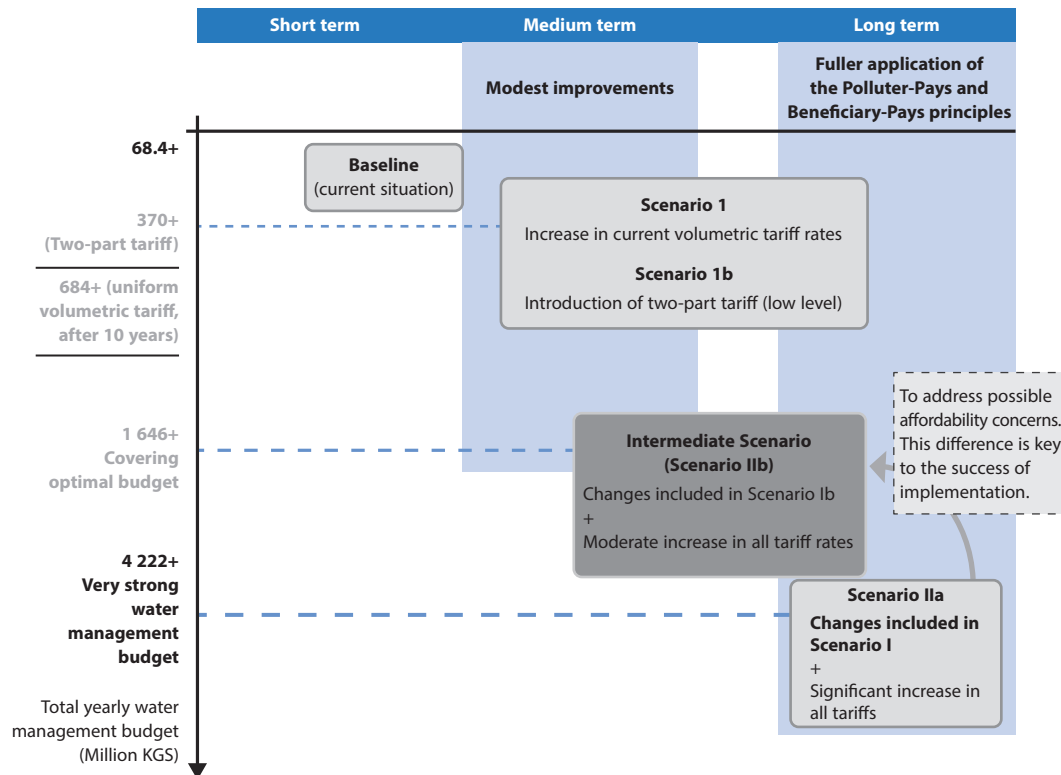 Short term
Medium term
Long term
Modest improvements
Fuller application of
the Polluter-Pays and
Beneficiary-Pays principles
68.4+
Baseline
(current situation)
370+
(Two-part tariff)
684+ (uniform
volumetric tariff,
after 10 years)
Scenario 1
Increase in current volumetric tariff rates
Scenario 1b
Introduction of two-part tariff (low level)
To address possible
affordability concerns.
This difference is key
to the success of
implementation.
1 646+
Covering
optimal budget
Intermediate Scenario
(Scenario IIb)
Changes included in Scenario Ib
+
Moderate increase in all tariff rates
4 222+
Very strong
water
management
budget
Scenario IIa
Changes included in
Scenario I
+
Significant increase in
all tariffs
Total yearly water
management budget
(Million KGS)